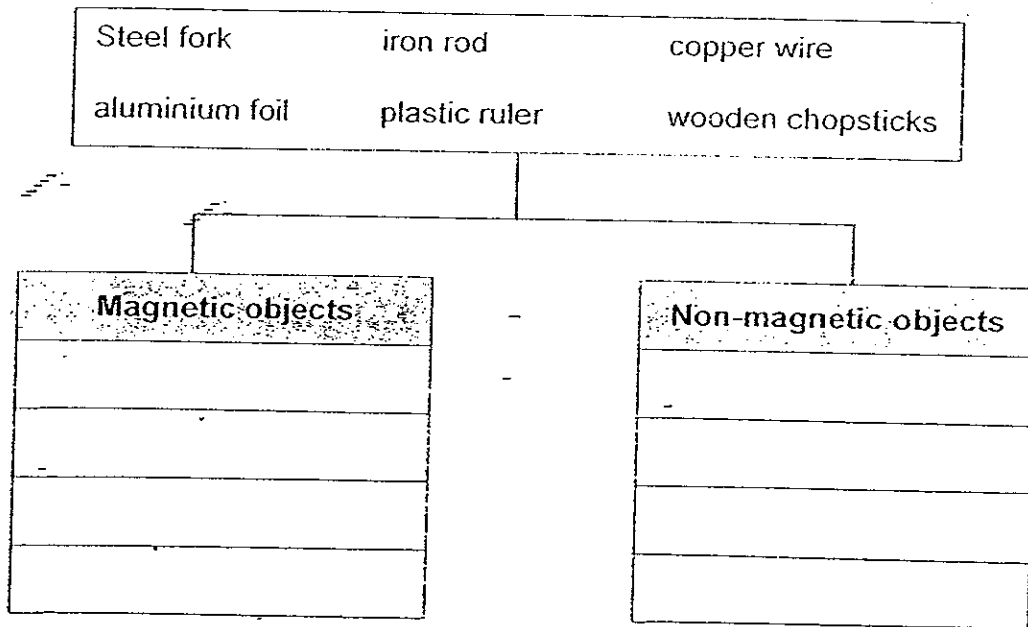 Steel fork iron rod copper wire
aluminium foil plastic ruler wooden chopsticks
Magnetic objects
Non-magnetic objects